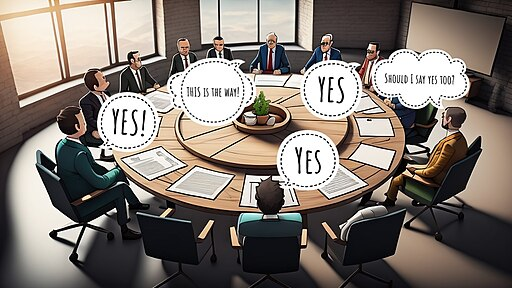 THIS IS THE WAY!
YES
SHOULD I SAY YES TOO?
YES!
YES